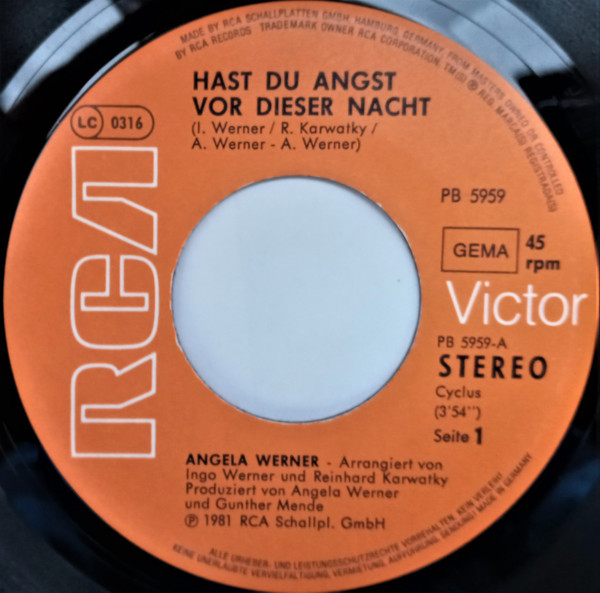 MADE BY RCA SCHALLPLATTEN GMBH, HAMBURG, GERMANY, FROM MASTERS OWNED OR CONTROLLED
BY RCA RECORDS TRADEMARK OWNER RCA CORPORATION, TM(S) ® REG. MARCA(S) REGISTRADA(S)
HAST DU ANGST
VOR DIESER NACHT
(I. Werner / R. Karwatky /
A. Werner - A. Werner)
LC 0316
RCA
PB 5959
GEMA
45
rpm
Victor
PB 5959-A
STEREO
Cyclus
(3'54")
Seite 1
ANGELA WERNER - Arrangiert von
Ingo Werner und Reinhard Karwatky
Produziert von Angela Werner
und Gunther Mende
℗ 1981 RCA Schallpl. GmbH
ALLE URHEBER- UND LEISTUNGSSCHUTZRECHTE VORBEHALTEN. KEIN VERLEIH!
KEINE UNERLAUBTE VERVIELFÄLTIGUNG, VERMIETUNG, AUFFÜHRUNG, SENDUNG! MADE IN GERMANY